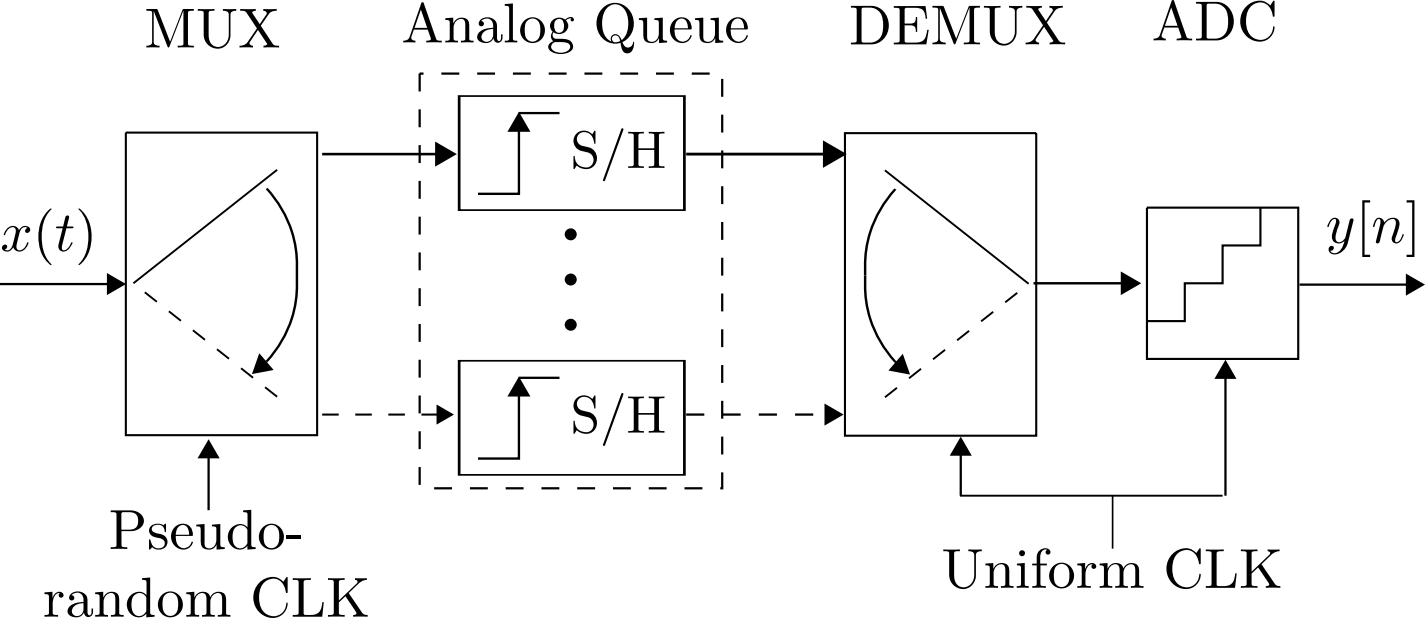 MUX
Analog Queue
DEMUX
ADC
x(t)
S/H
S/H
y[n]
Pseudo-
random CLK
Uniform CLK